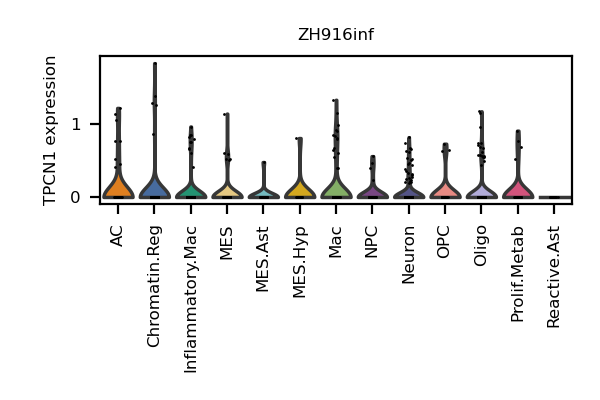 ZH916inf
TPCN1 expression
1
0
AC
Chromatin.Reg
Inflammatory.Mac
MES
MES.Ast
MES.Hyp
Mac
NPC
Neuron
OPC
Oligo
Prolif.Metab
Reactive.Ast